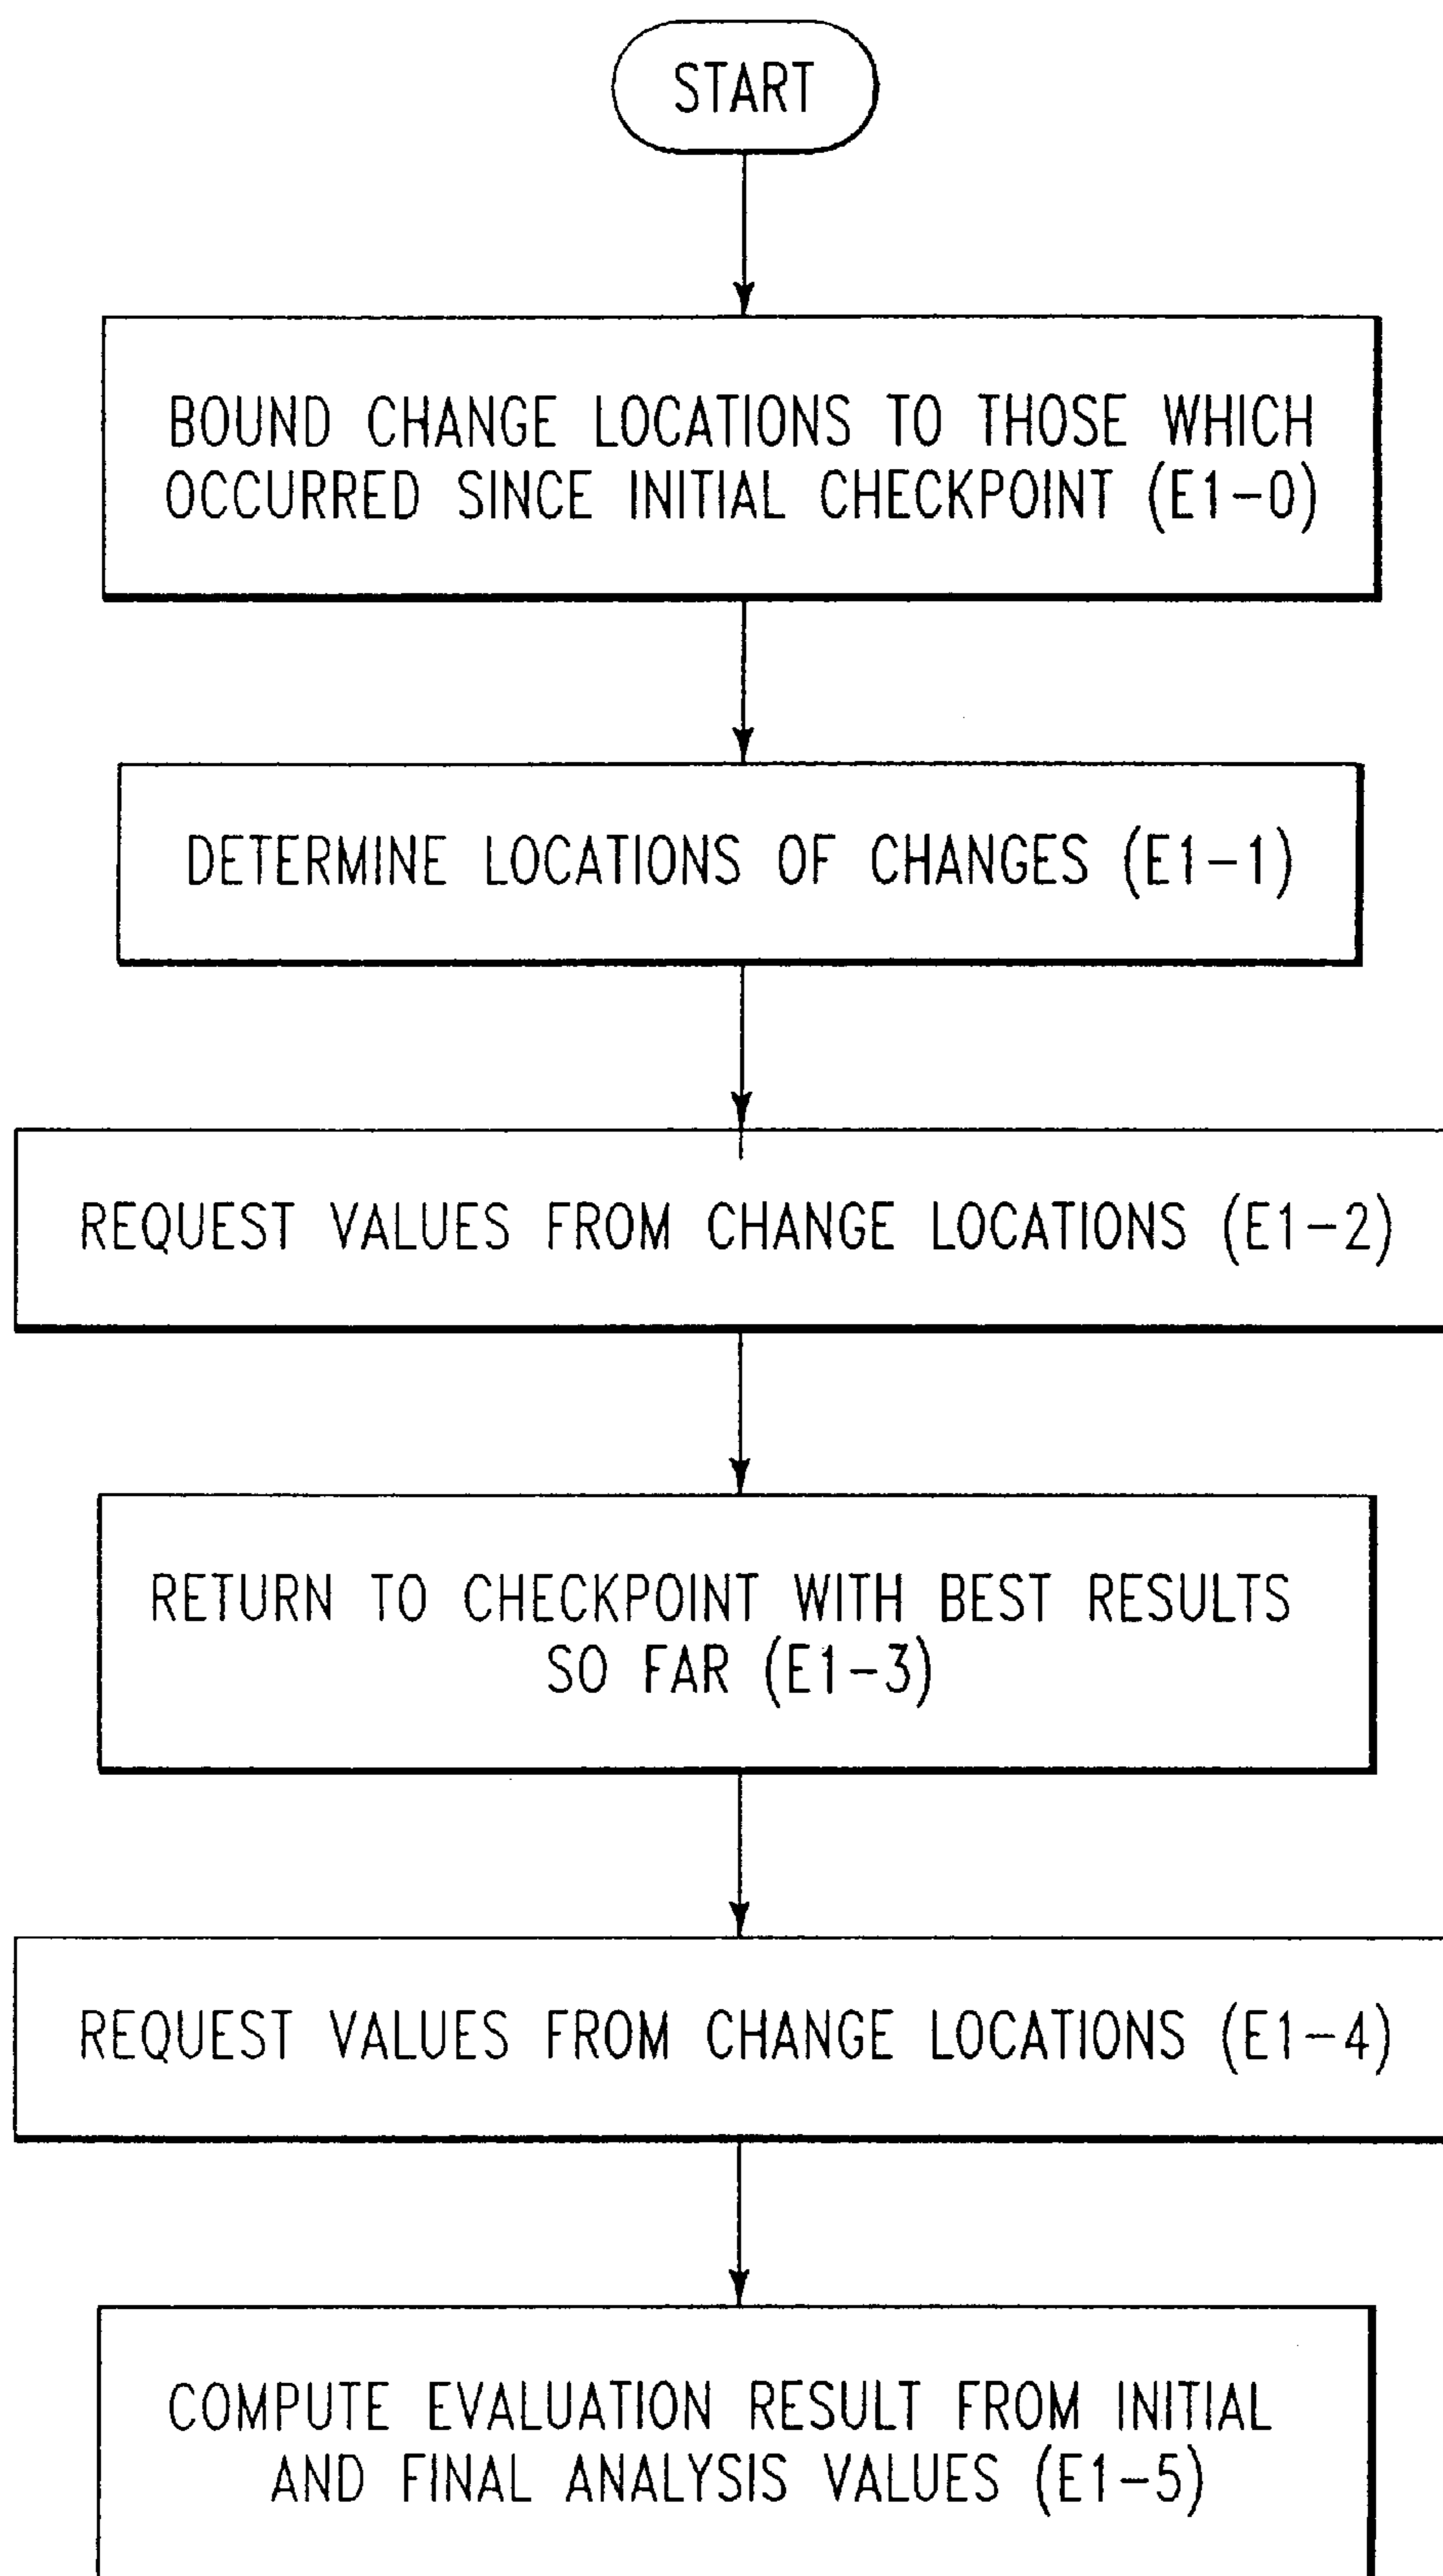 START
BOUND CHANGE LOCATIONS TO THOSE WHICH
OCCURRED SINCE INITIAL CHECKPOINT (E1-0)
DETERMINE LOCATIONS OF CHANGES (E1-1)
REQUEST VALUES FROM CHANGE LOCATIONS (E1-2)
RETURN TO CHECKPOINT WITH BEST RESULTS
SO FAR (E1-3)
REQUEST VALUES FROM CHANGE LOCATIONS (E1-4)
COMPUTE EVALUATION RESULT FROM INITIAL
AND FINAL ANALYSIS VALUES (E1-5)